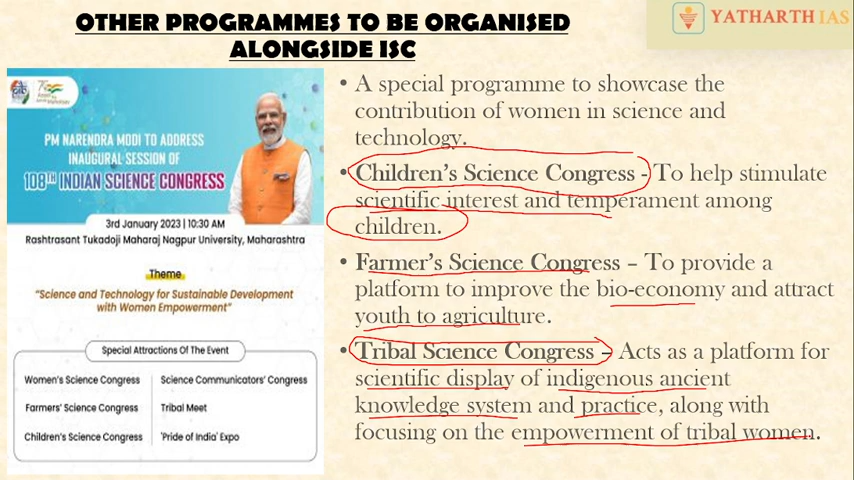 OTHER PROGRAMMES TO BE ORGANISED
ALONGSIDE ISC
YATHARTH IAS
PM NARENDRA MODI TO ADDRESS
INAUGURAL SESSION OF
108TH INDIAN SCIENCE CONGRESS
3rd January 2023 | 10:30 AM
Rashtrasant Tukadoji Maharaj Nagpur University, Maharashtra
Theme
“Science and Technology for Sustainable Development
with Women Empowerment”
Special Attractions Of The Event
Women's Science Congress
Farmers' Science Congress
Children's Science Congress
Science Communicators' Congress
Tribal Meet
'Pride of India' Expo
• A special programme to showcase the
contribution of women in science and
technology.
• Children’s Science Congress - To help stimulate
scientific interest and temperament among
children.
• Farmer’s Science Congress – To provide a
platform to improve the bio-economy and attract
youth to agriculture.
• Tribal Science Congress – Acts as a platform for
scientific display of indigenous ancient
knowledge system and practice, along with
focusing on the empowerment of tribal women.